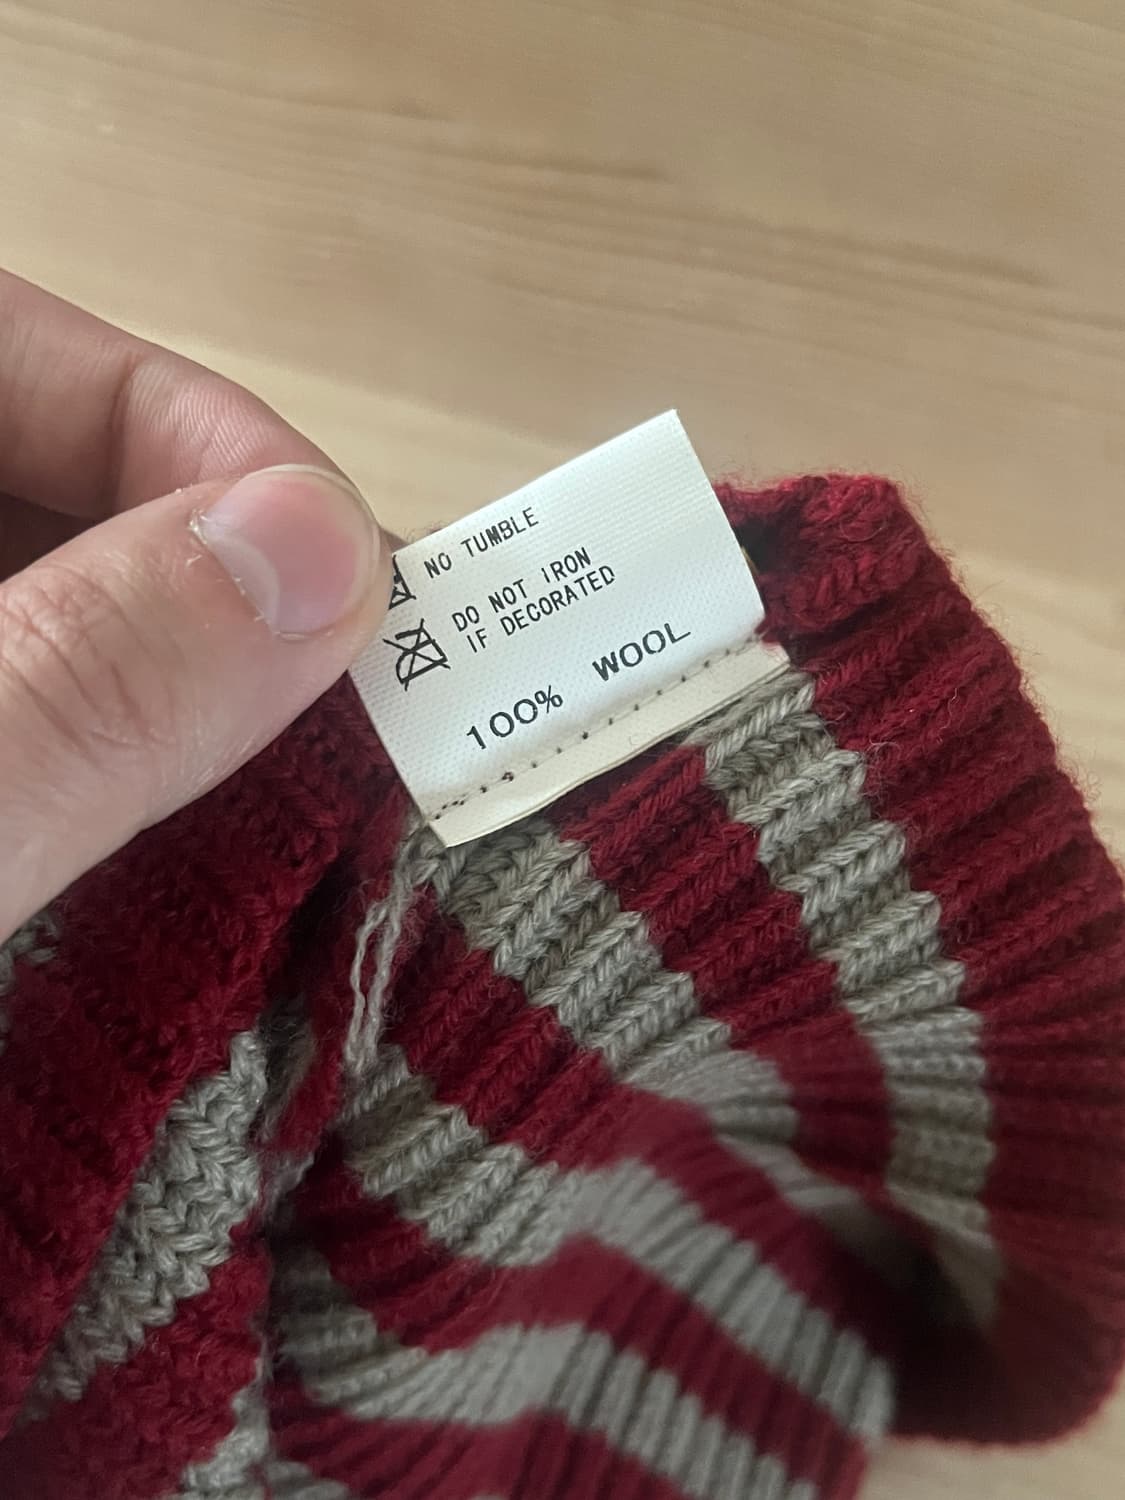 NO TUMBLE
DO NOT IRON
IF DECORATED
100% WOOL